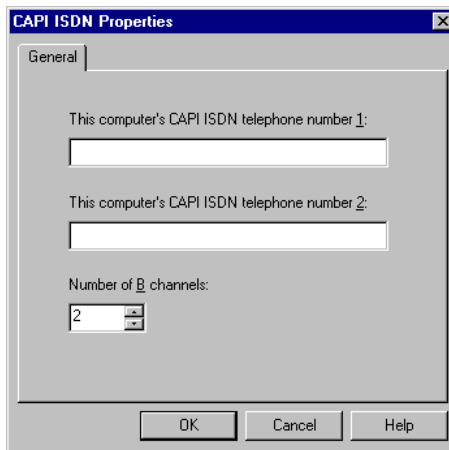 CAPI ISDN Properties
General
This computer's CAPI ISDN telephone number 1:
This computer's CAPI ISDN telephone number 2:
Number of B channels:
2
OK Cancel Help